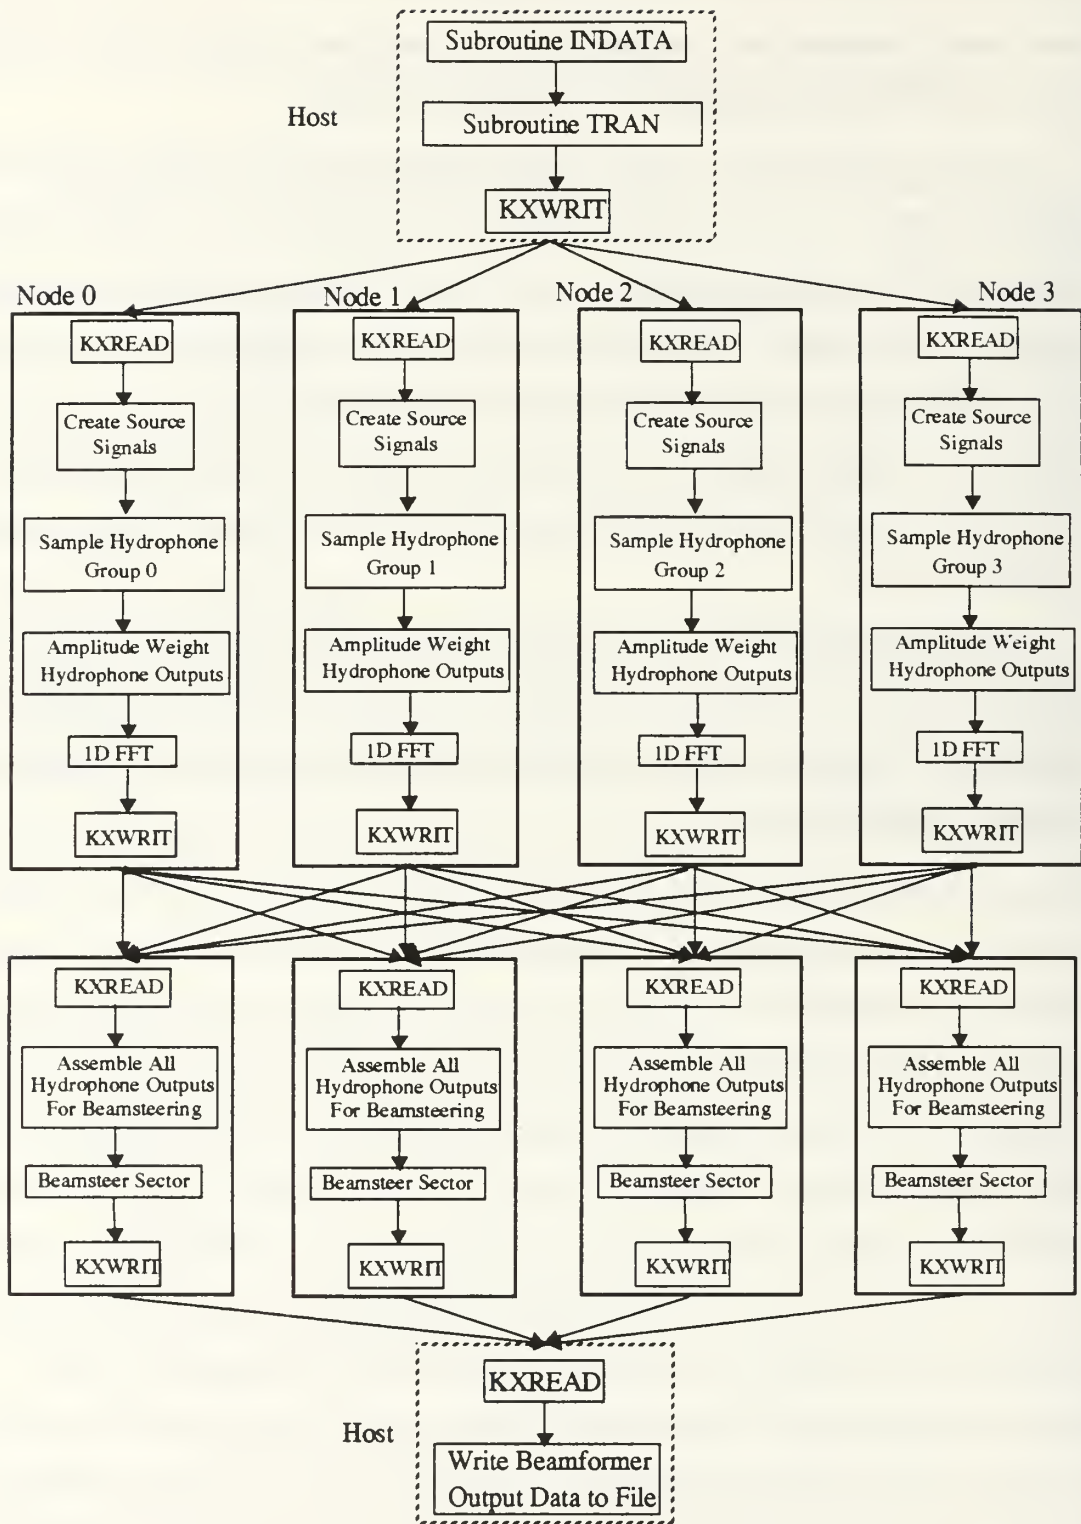 Subroutine INDATA
Host
Subroutine TRAN
KXWRIT
Node 0
Node 1
Node 2
Node 3
KXREAD
KXREAD
KXREAD
KXREAD
Create Source
Signals
Create Source
Signals
Create Source
Signals
Create Source
Signals
Sample Hydrophone
Group 0
Sample Hydrophone
Group 1
Sample Hydrophone
Group 2
Sample Hydrophone
Group 3
Amplitude Weight
Hydrophone Outputs
Amplitude Weight
Hydrophone Outputs
Amplitude Weight
Hydrophone Outputs
Amplitude Weight
Hydrophone Outputs
1D FFT
1D FFT
1D FFT
1D FFT
KXWRIT
KXWRIT
KXWRIT
KXWRIT
KXREAD
KXREAD
KXREAD
KXREAD
Assemble All
Hydrophone Outputs
For Beamsteering
Assemble All
Hydrophone Outputs
For Beamsteering
Assemble All
Hydrophone Outputs
For Beamsteering
Assemble All
Hydrophone Outputs
For Beamsteering
Beamsteer Sector
Beamsteer Sector
Beamsteer Sector
Beamsteer Sector
KXWRIT
KXWRIT
KXWRIT
KXWRIT
KXREAD
Host
Write Beamformer
Output Data to File